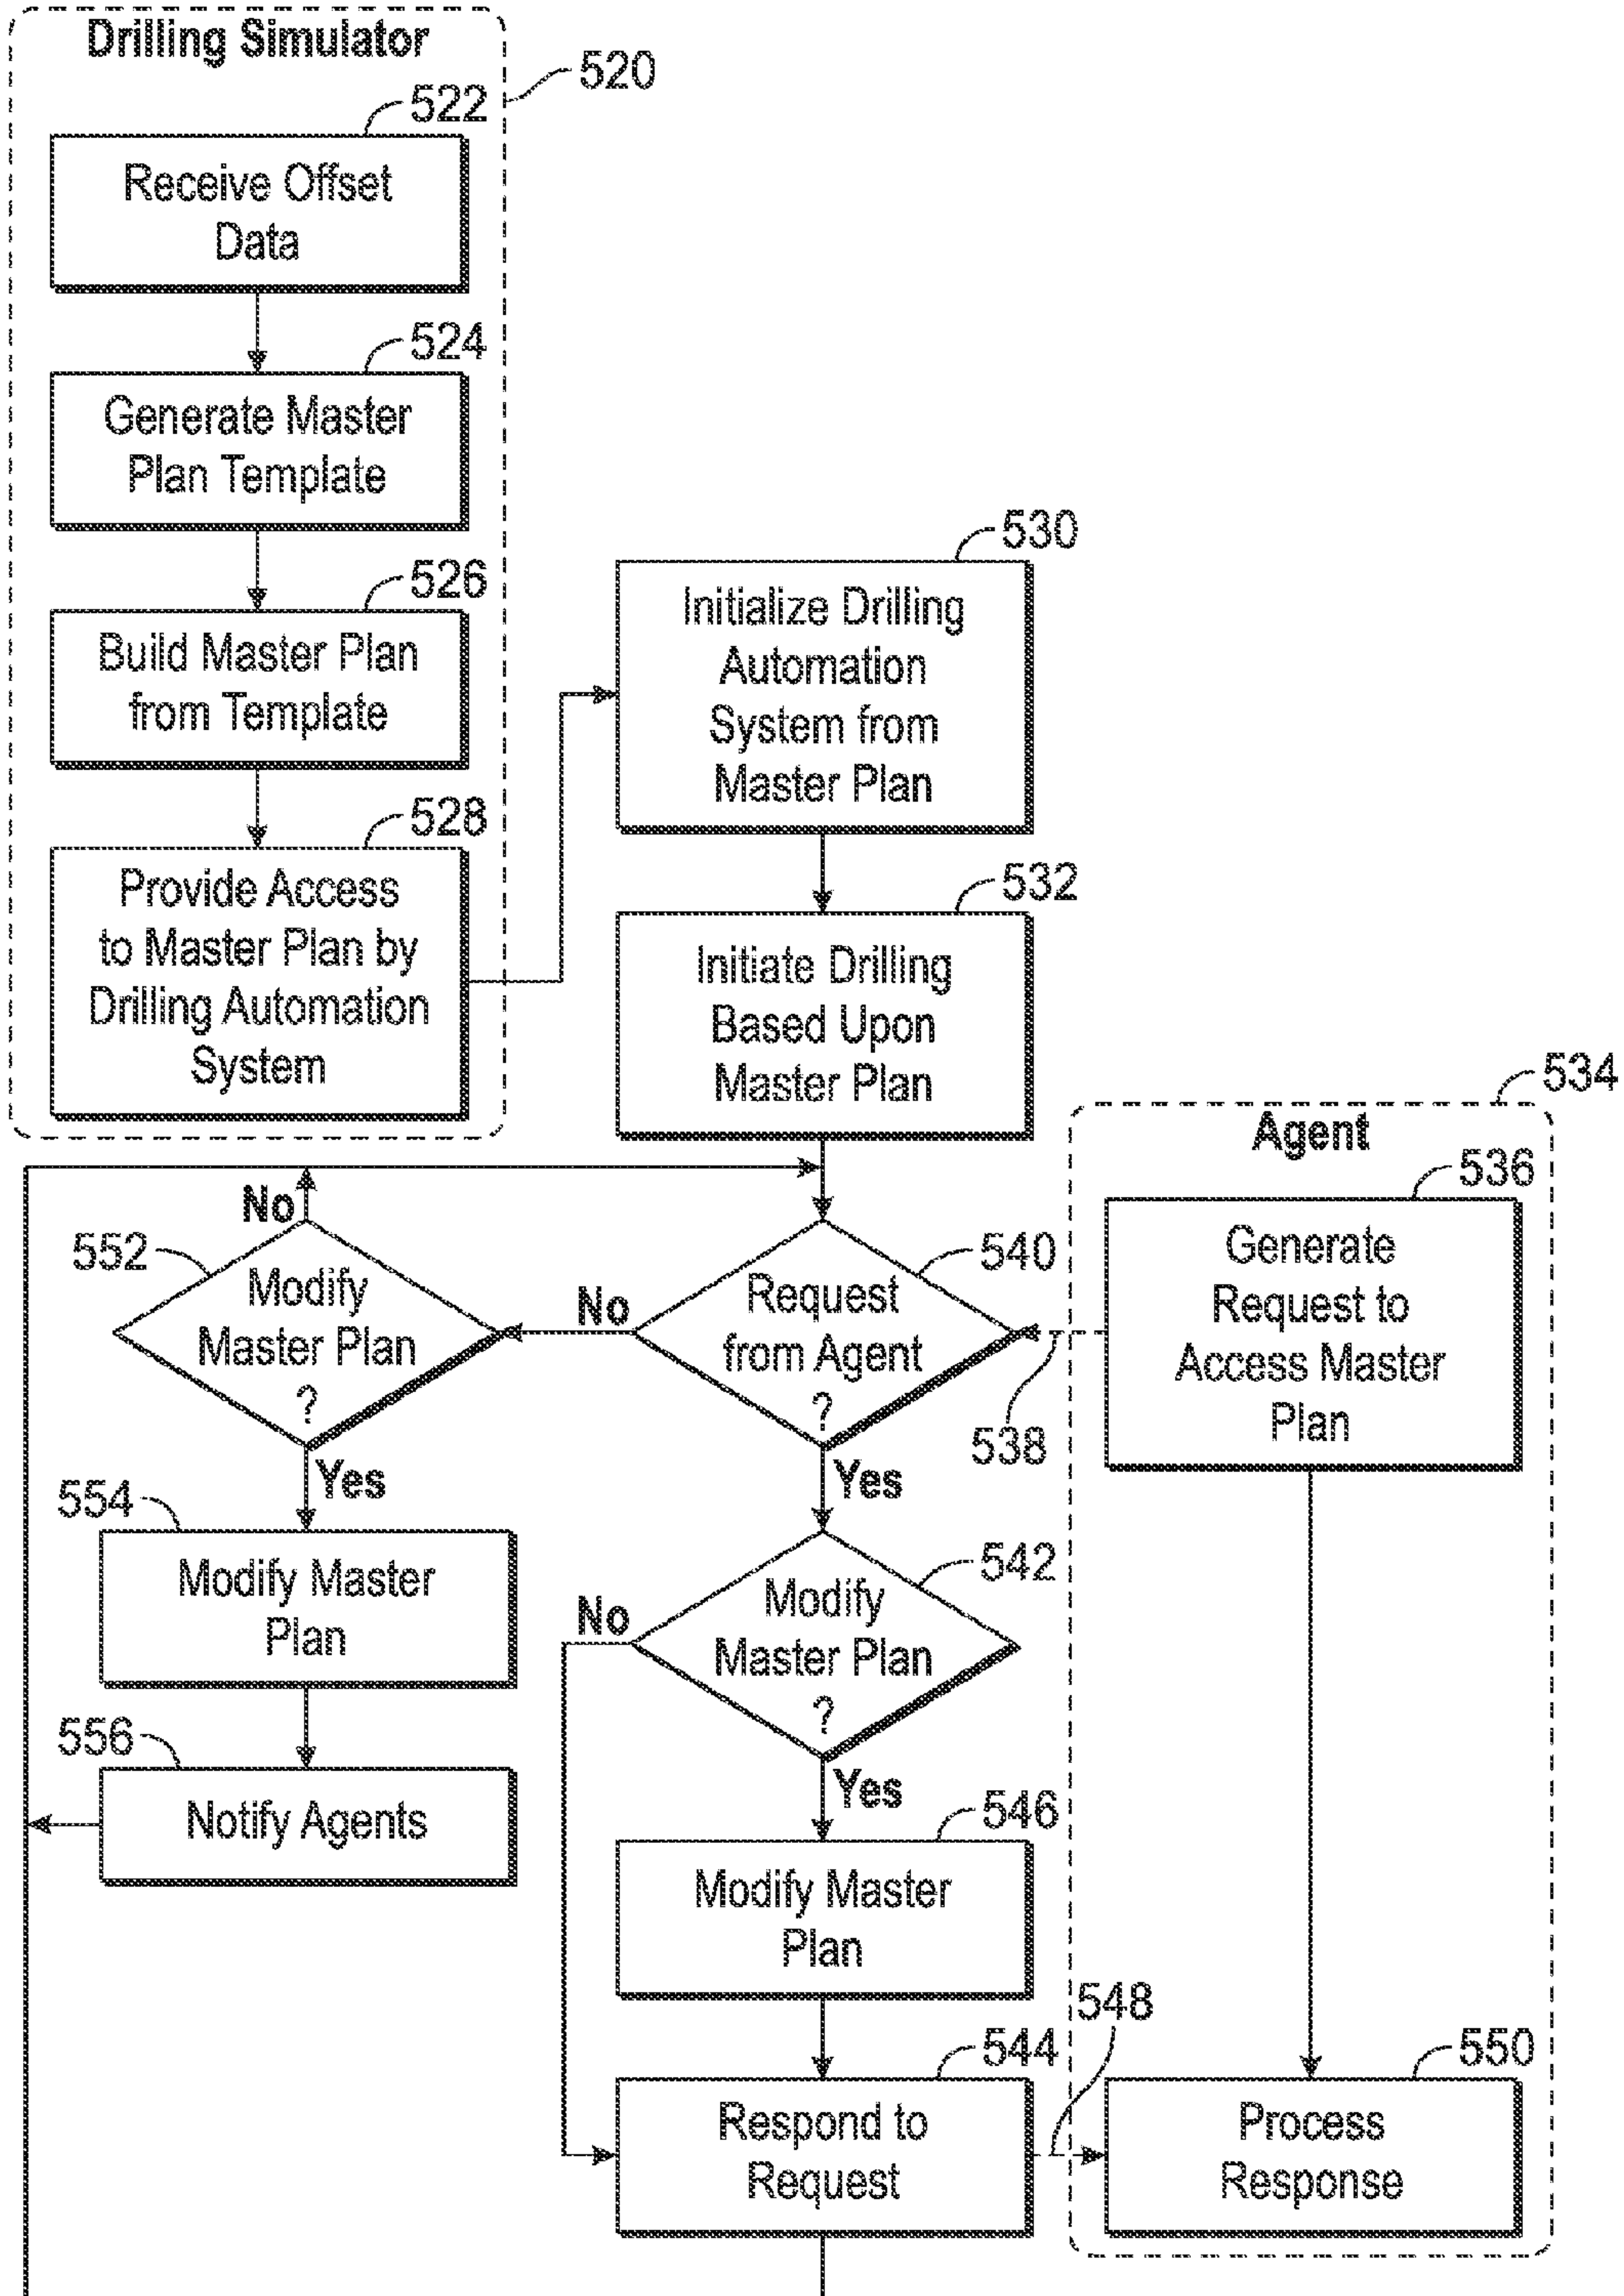 Drilling Simulator
520
522
Receive Offset
Data
524
Generate Master
Plan Template
526
Build Master Plan
from Template
528
Provide Access
to Master Plan by
Drilling Automation
System
530
Initialize Drilling
Automation
System from
Master Plan
532
Initiate Drilling
Based Upon
Master Plan
534
Agent
536
Generate
Request to
Access Master
Plan
538
540
Request
from Agent
?
No
Yes
552
Modify
Master Plan
?
No
Yes
554
Modify Master
Plan
556
Notify Agents
542
Modify
Master Plan
?
No
Yes
546
Modify Master
Plan
544
Respond to
Request
548
550
Process
Response